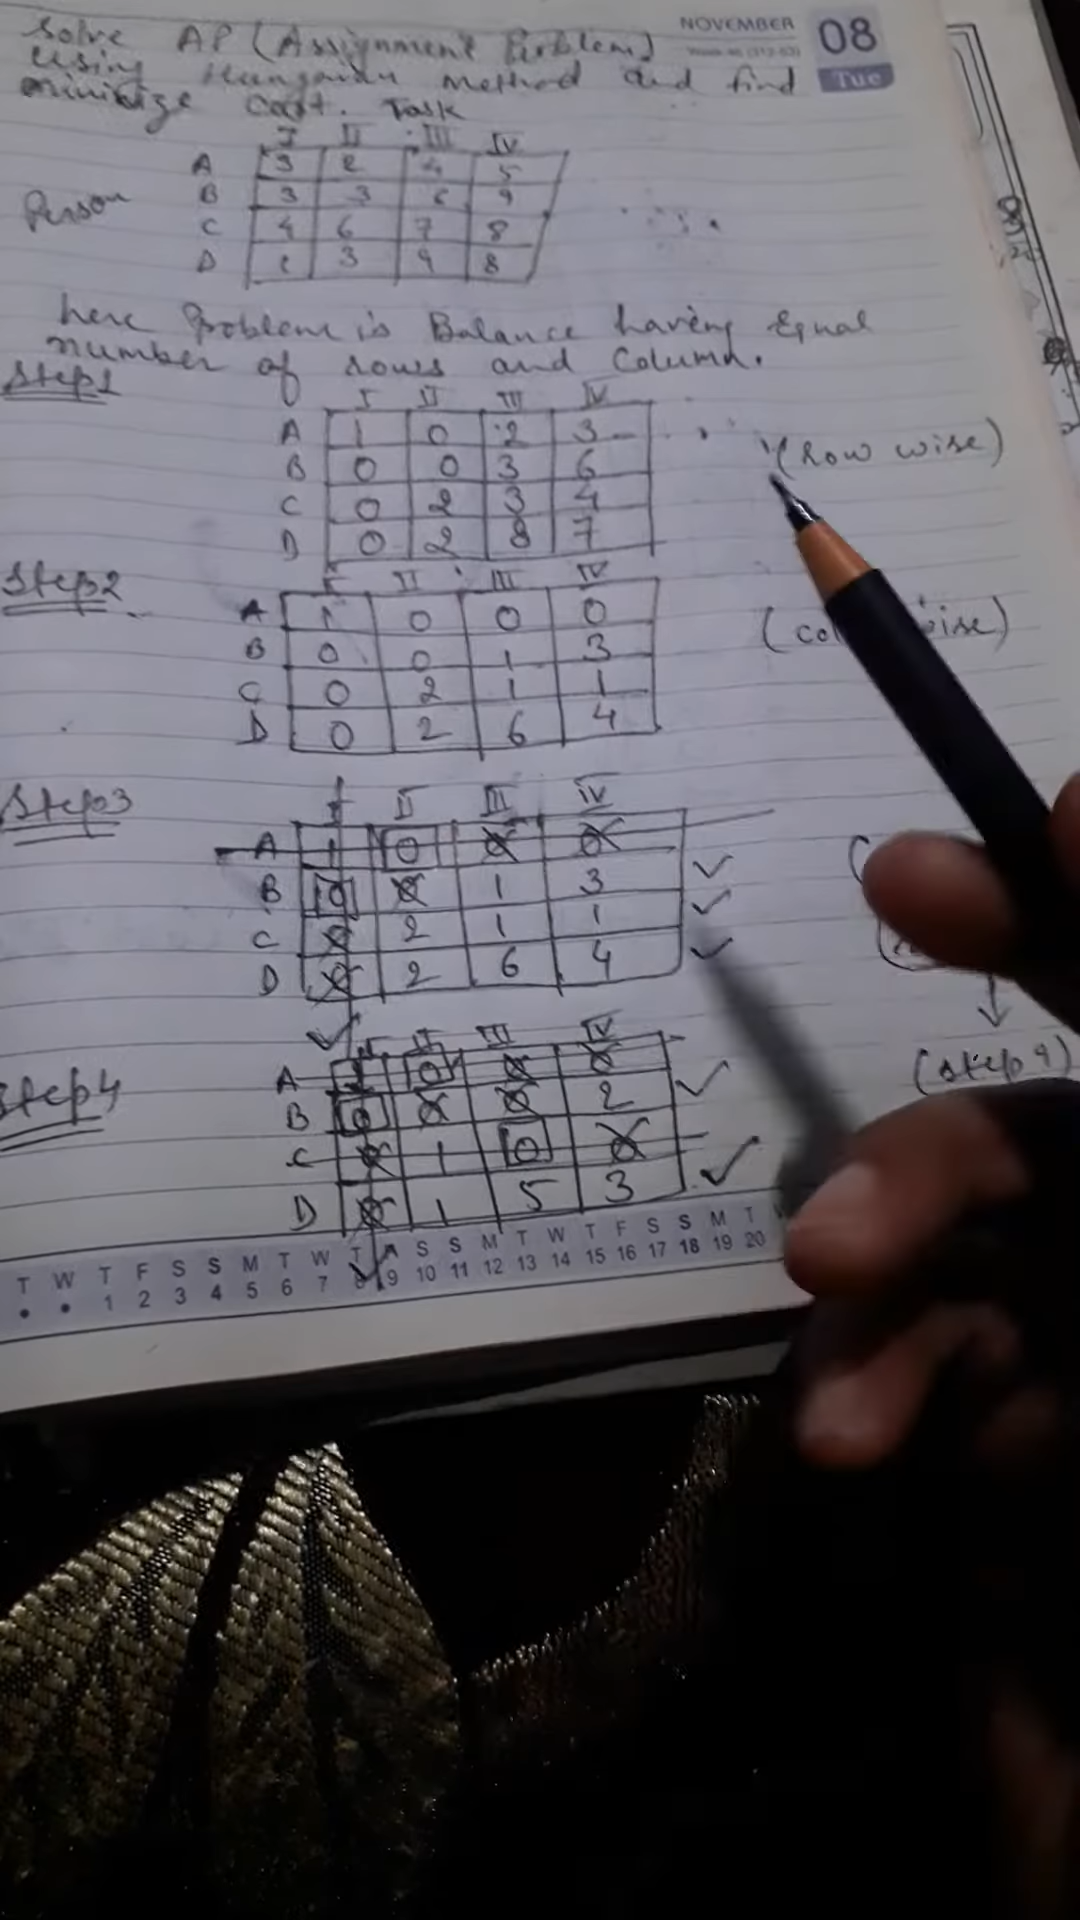 NOVEMBER 08
Tue
Solve AP (Assignment Problem)
Using Hungarian method and find
minimize Cost. Task
I II III IV
A 3 2 4 5
B 3 3 6 9
Person
C 4 6 7 8
D 1 3 9 8
here Problem is Balance having Equal
number of rows and Column.
Step1
I II III IV
A 1 0 2 3
B 0 0 3 6
(Row wise)
C 0 2 3 4
D 0 2 8 7
Step2
I II III IV
A 1 0 0 0
B 0 0 1 3
C 0 2 1 1
D 0 2 6 4
Step3
I II III IV
A 1 0 0 0
B 0 0 1 3 ✓
C 0 2 1 1 ✓
D 0 2 6 4 ✓
✓
Step4
I II III IV
A 2 0 0 0
B 0 0 0 2 ✓
C 0 1 0 0
D 0 1 5 3 ✓
✓
(Step 4)
T W T F S S M T W T S S M T W T F S S M T W
1 2 3 4 5 6 7 8 9 10 11 12 13 14 15 16 17 18 19 20